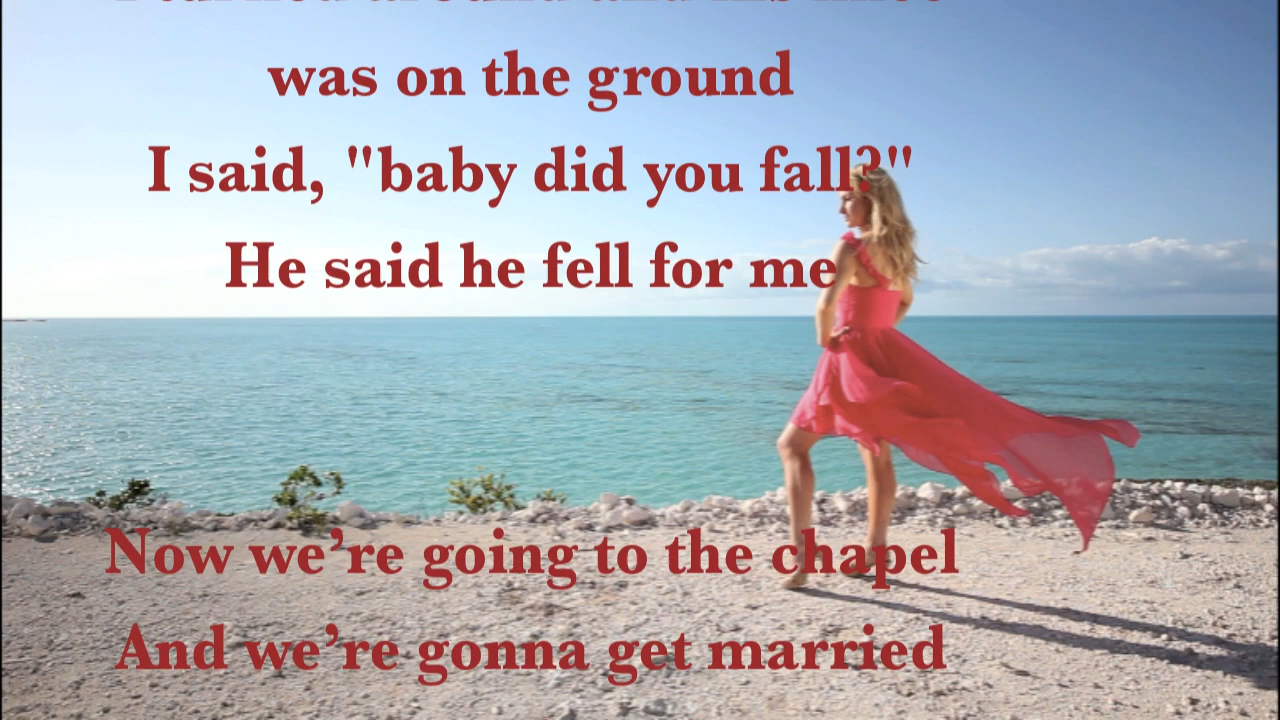 was on the ground
I said, "baby did you fall?"
He said he fell for me
Now we’re going to the chapel
And we’re gonna get married